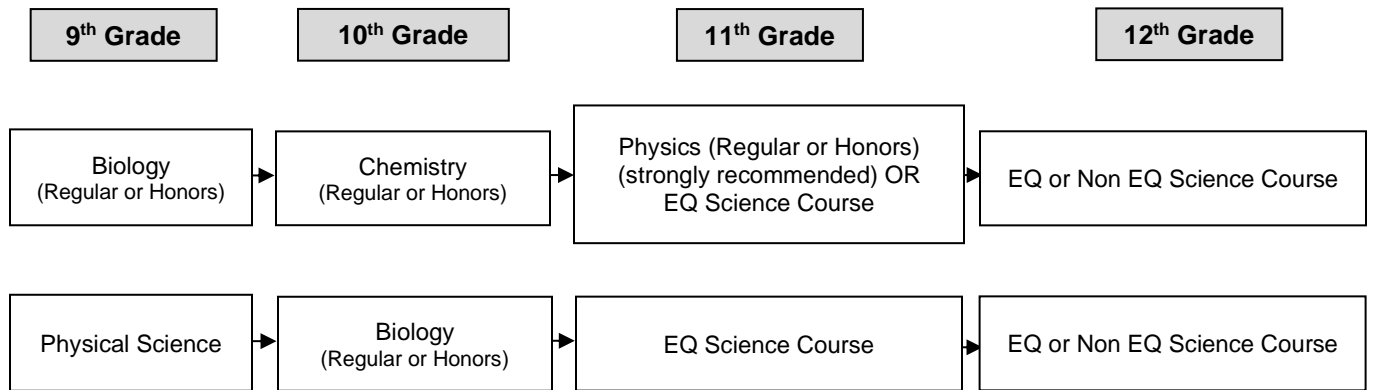 9th Grade
10th Grade
11th Grade
12th Grade
Biology
(Regular or Honors)
Chemistry
(Regular or Honors)
Physics (Regular or Honors)
(strongly recommended) OR
EQ Science Course
EQ or Non EQ Science Course
Physical Science
Biology
(Regular or Honors)
EQ Science Course
EQ or Non EQ Science Course